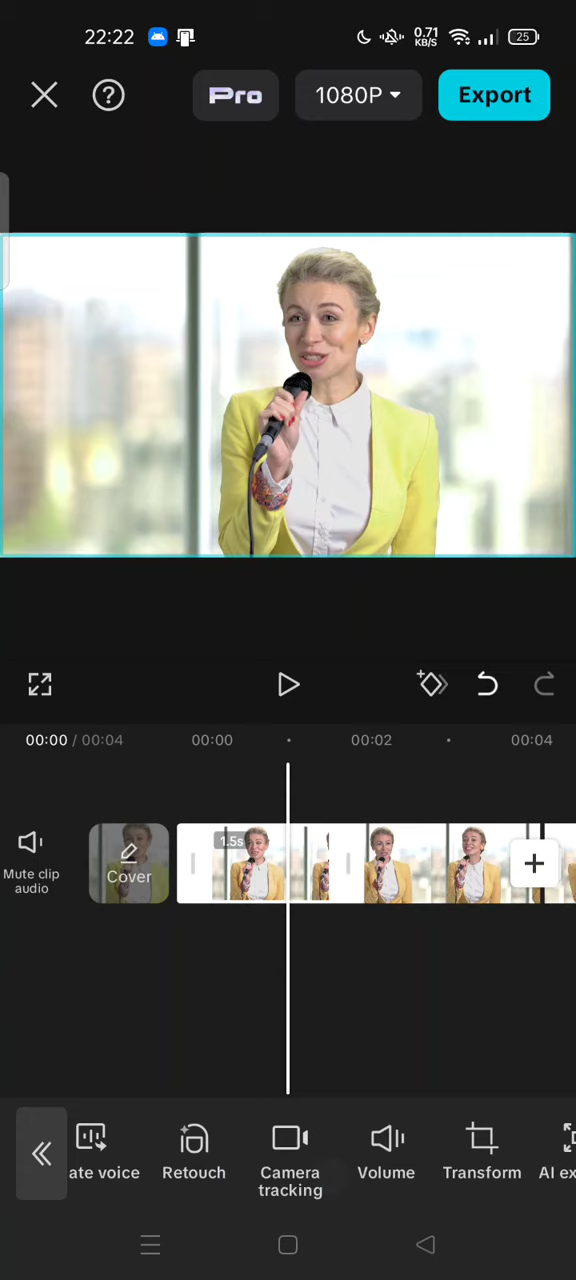 22:22
0.71
KB/S
25
Pro
1080P
Export
00:00 / 00:04
00:00
00:02
00:04
Mute clip
audio
Cover
1.5s
ate voice
Retouch
Camera
tracking
Volume
Transform
AI ex